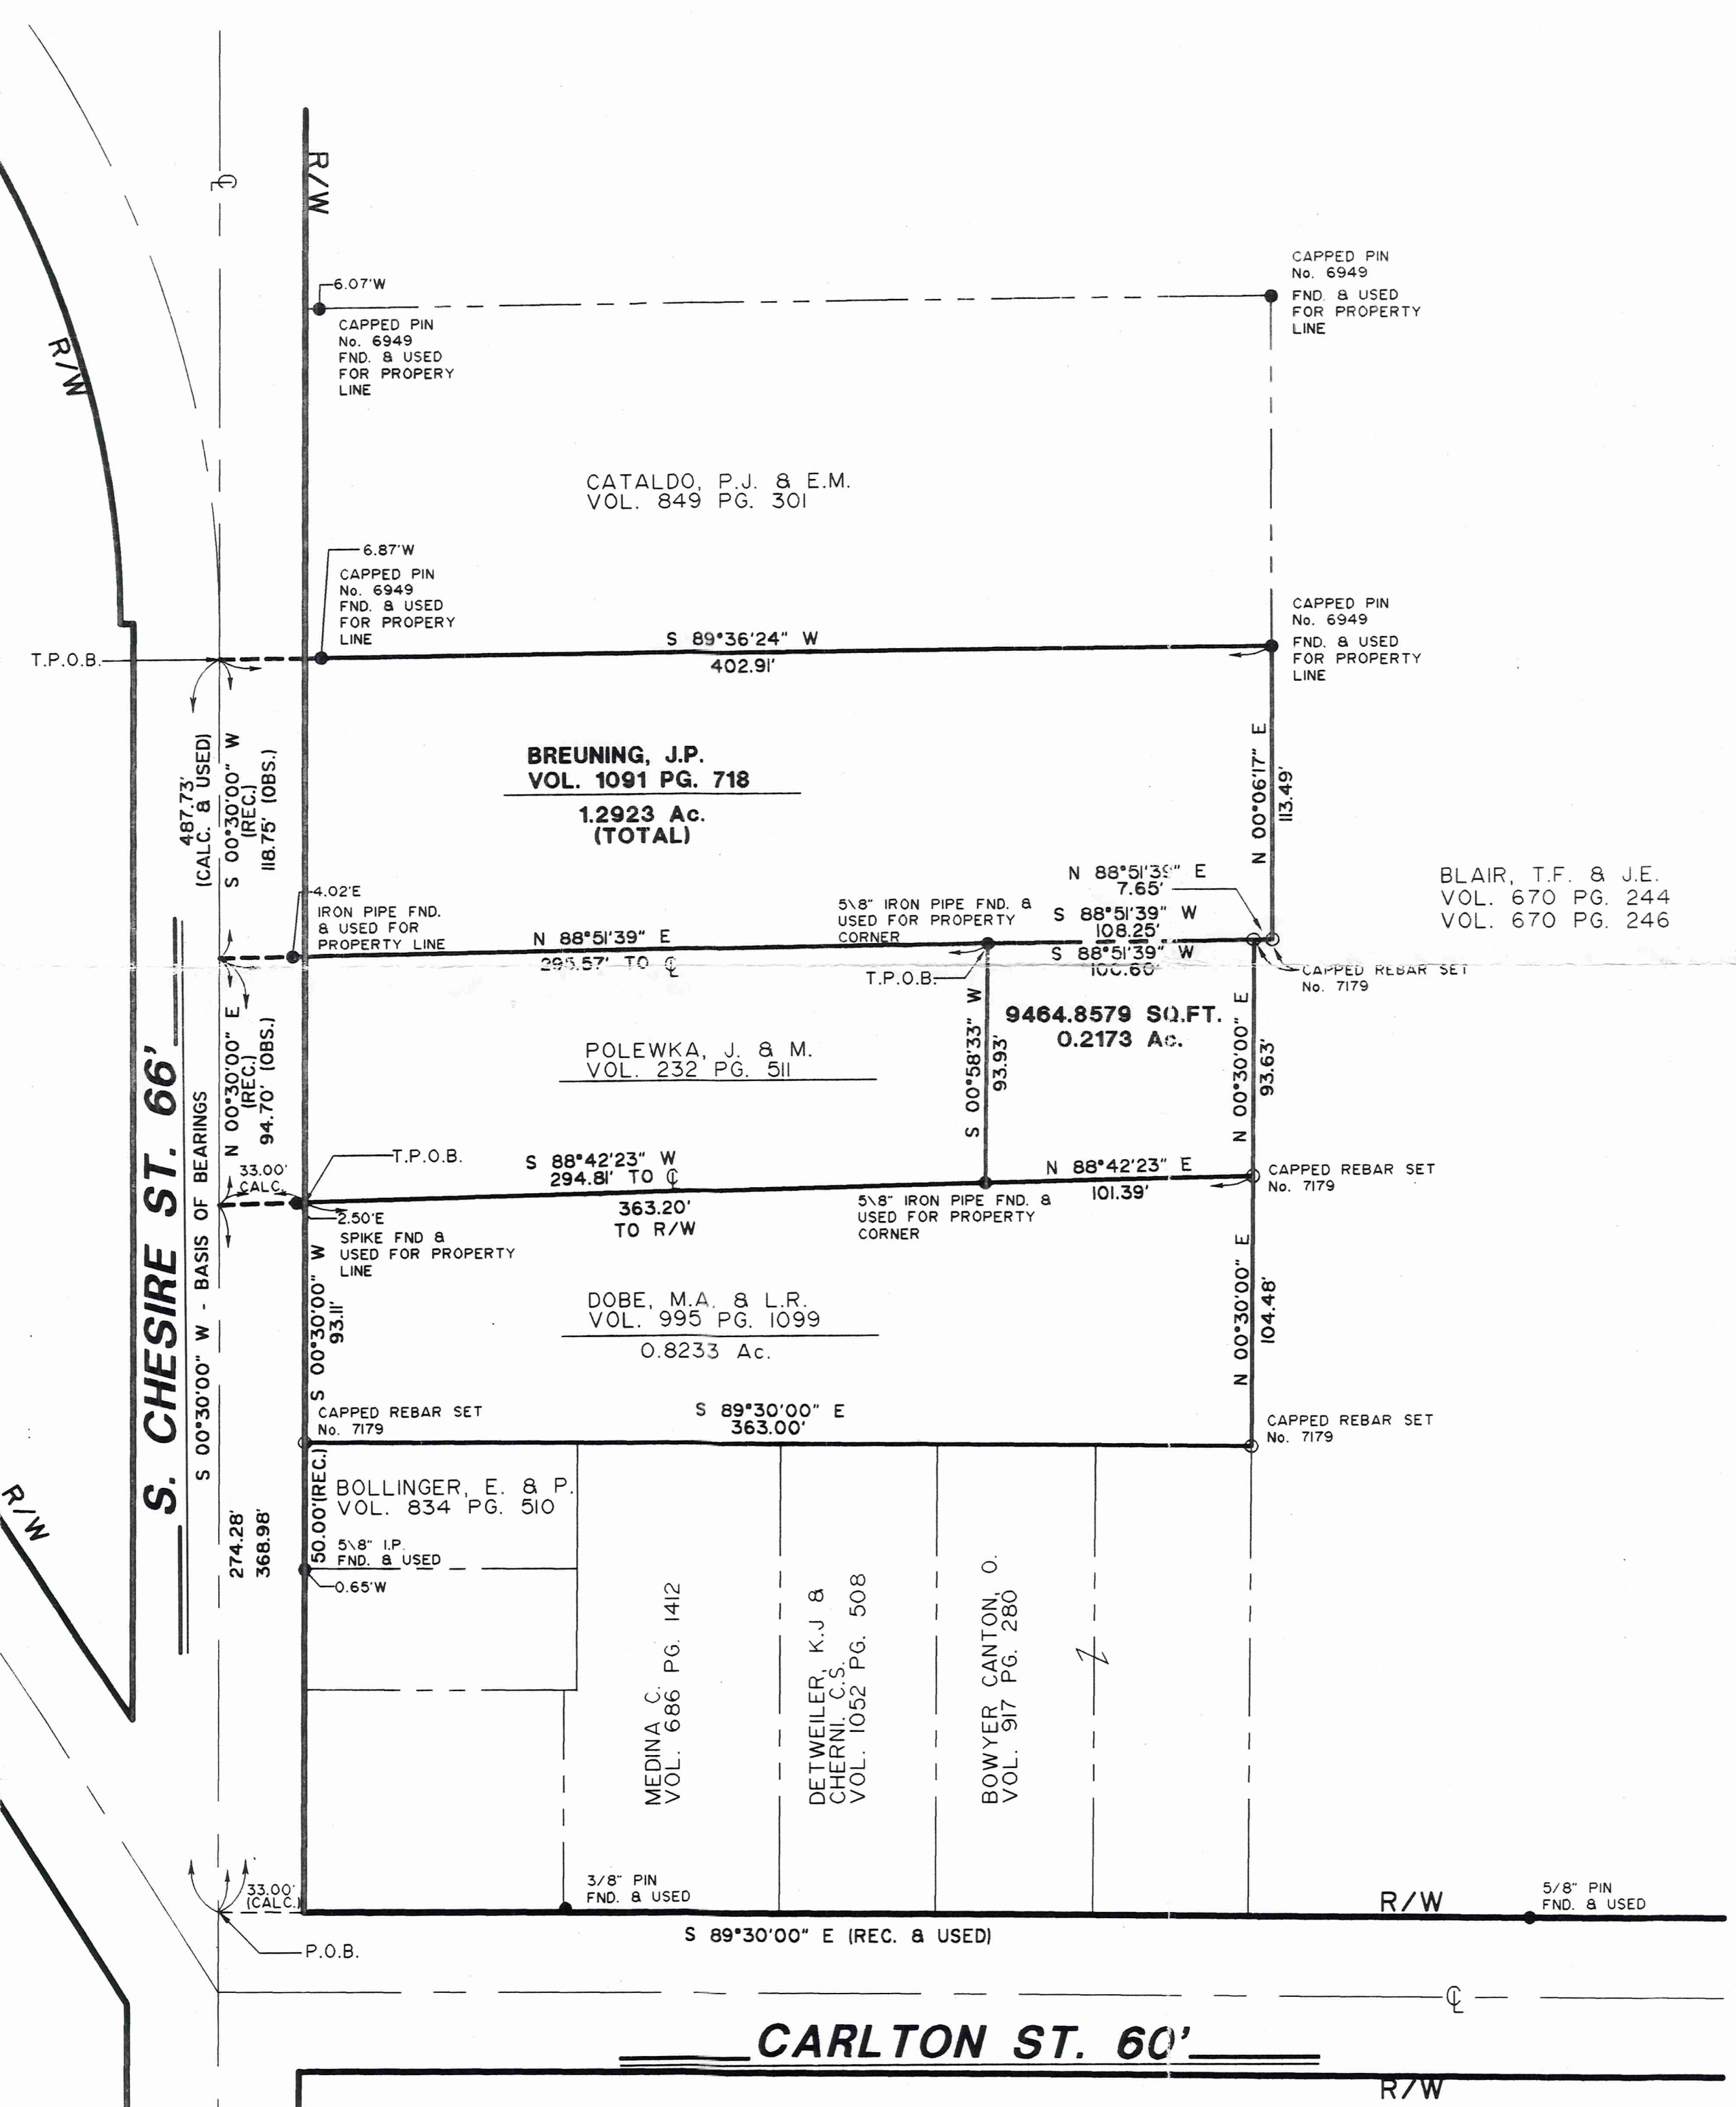 R/W
R/W
6.07'W
CAPPED PIN
No. 6949
FND. & USED
FOR PROPERY
LINE
CAPPED PIN
No. 6949
FND. & USED
FOR PROPERTY
LINE
CATALDO, P.J. & E.M.
VOL. 849 PG. 301
6.87'W
CAPPED PIN
No. 6949
FND. & USED
FOR PROPERY
LINE
CAPPED PIN
No. 6949
FND. & USED
FOR PROPERTY
LINE
T.P.O.B.
S 89°36'24" W
402.91'
487.73'
(CALC. & USED)
S 00°30'00" W
(REC.)
118.75' (OBS.)
BREUNING, J.P.
VOL. 1091 PG. 718
1.2923 Ac.
(TOTAL)
N 00°06'17" E
113.49'
4.02'E
IRON PIPE FND.
& USED FOR
PROPERTY LINE
N 88°51'39" E
295.57' TO ℄
5\8" IRON PIPE FND. &
USED FOR PROPERTY
CORNER
N 88°51'39" E
7.65'
S 88°51'39" W
108.25'
S 88°51'39" W
100.60'
T.P.O.B.
BLAIR, T.F. & J.E.
VOL. 670 PG. 244
VOL. 670 PG. 246
CAPPED REBAR SET
No. 7179
N 00°30'00" E
(REC.)
94.70' (OBS.)
POLEWKA, J. & M.
VOL. 232 PG. 511
S 00°58'33" W
93.93'
9464.8579 SQ.FT.
0.2173 Ac.
N 00°30'00" E
93.63'
S. CHESIRE ST. 66'
S 00°30'00" W - BASIS OF BEARINGS
33.00'
CALC.
T.P.O.B.
S 88°42'23" W
294.81' TO ℄
363.20'
TO R/W
N 88°42'23" E
101.39'
CAPPED REBAR SET
No. 7179
2.50'E
SPIKE FND &
USED FOR PROPERTY
LINE
5\8" IRON PIPE FND. &
USED FOR PROPERTY
CORNER
S 00°30'00" W
93.11'
DOBE, M.A. & L.R.
VOL. 995 PG. 1099
0.8233 Ac.
N 00°30'00" E
104.48'
CAPPED REBAR SET
No. 7179
S 89°30'00" E
363.00'
CAPPED REBAR SET
No. 7179
R/W
274.28'
368.98'
50.00'(REC.)
BOLLINGER, E. & P.
VOL. 834 PG. 510
5\8" I.P.
FND. & USED
0.65'W
MEDINA C.
VOL. 686 PG. 1412
DETWEILER, K.J &
CHERNI. C.S.
VOL. 1052 PG. 508
BOWYER CANTON, O.
VOL. 917 PG. 280
33.00'
(CALC.)
P.O.B.
3/8" PIN
FND. & USED
R/W
5/8" PIN
FND. & USED
S 89°30'00" E (REC. & USED)
℄
CARLTON ST. 60'
R/W